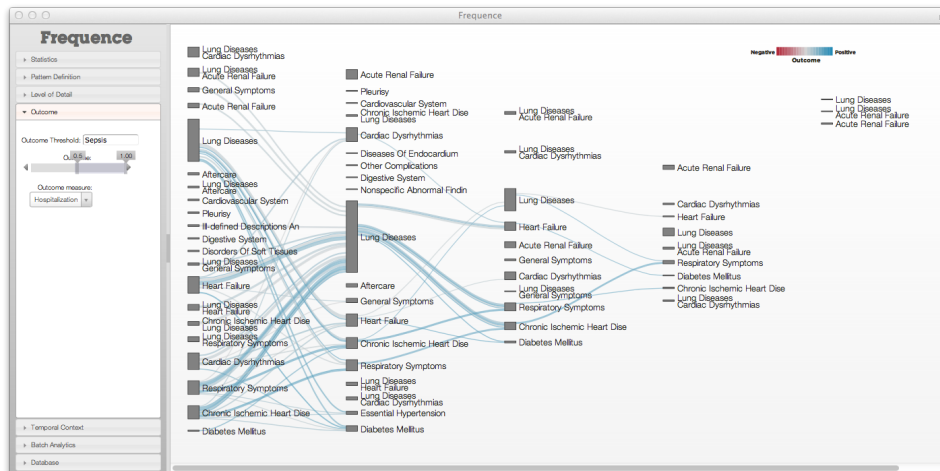 Frequence
Frequence
Statistics
Pattern Definition
Level of Detail
Outcome
Outcome Threshold: Sepsis
0.5
1.00
Outcome measure:
Hospitalization
Temporal Context
Batch Analytics
Database
Negative
Positive
Outcome
Lung Diseases
Cardiac Dysrhythmias
Lung Diseases
Acute Renal Failure
General Symptoms
Acute Renal Failure
Lung Diseases
Aftercare
Lung Diseases
Aftercare
Cardiovascular System
Pleurisy
Ill-defined Descriptions An
Digestive System
Disorders Of Soft Tissues
Lung Diseases
General Symptoms
Heart Failure
Lung Diseases
Heart Failure
Chronic Ischemic Heart Dise
Lung Diseases
Lung Diseases
Respiratory Symptoms
Cardiac Dysrhythmias
Respiratory Symptoms
Chronic Ischemic Heart Dise
Diabetes Mellitus
Acute Renal Failure
Pleurisy
Cardiovascular System
Chronic Ischemic Heart Dise
Lung Diseases
Cardiac Dysrhythmias
Diseases Of Endocardium
Other Complications
Digestive System
Nonspecific Abnormal Findin
Lung Diseases
Aftercare
General Symptoms
Heart Failure
Chronic Ischemic Heart Dise
Respiratory Symptoms
Lung Diseases
Heart Failure
Lung Diseases
Cardiac Dysrhythmias
Essential Hypertension
Diabetes Mellitus
Lung Diseases
Acute Renal Failure
Lung Diseases
Cardiac Dysrhythmias
Lung Diseases
Heart Failure
Acute Renal Failure
General Symptoms
Cardiac Dysrhythmias
Lung Diseases
General Symptoms
Respiratory Symptoms
Chronic Ischemic Heart Dise
Diabetes Mellitus
Acute Renal Failure
Cardiac Dysrhythmias
Heart Failure
Lung Diseases
Lung Diseases
Acute Renal Failure
Respiratory Symptoms
Diabetes Mellitus
Chronic Ischemic Heart Dise
Lung Diseases
Cardiac Dysrhythmias
Lung Diseases
Lung Diseases
Acute Renal Failure
Acute Renal Failure